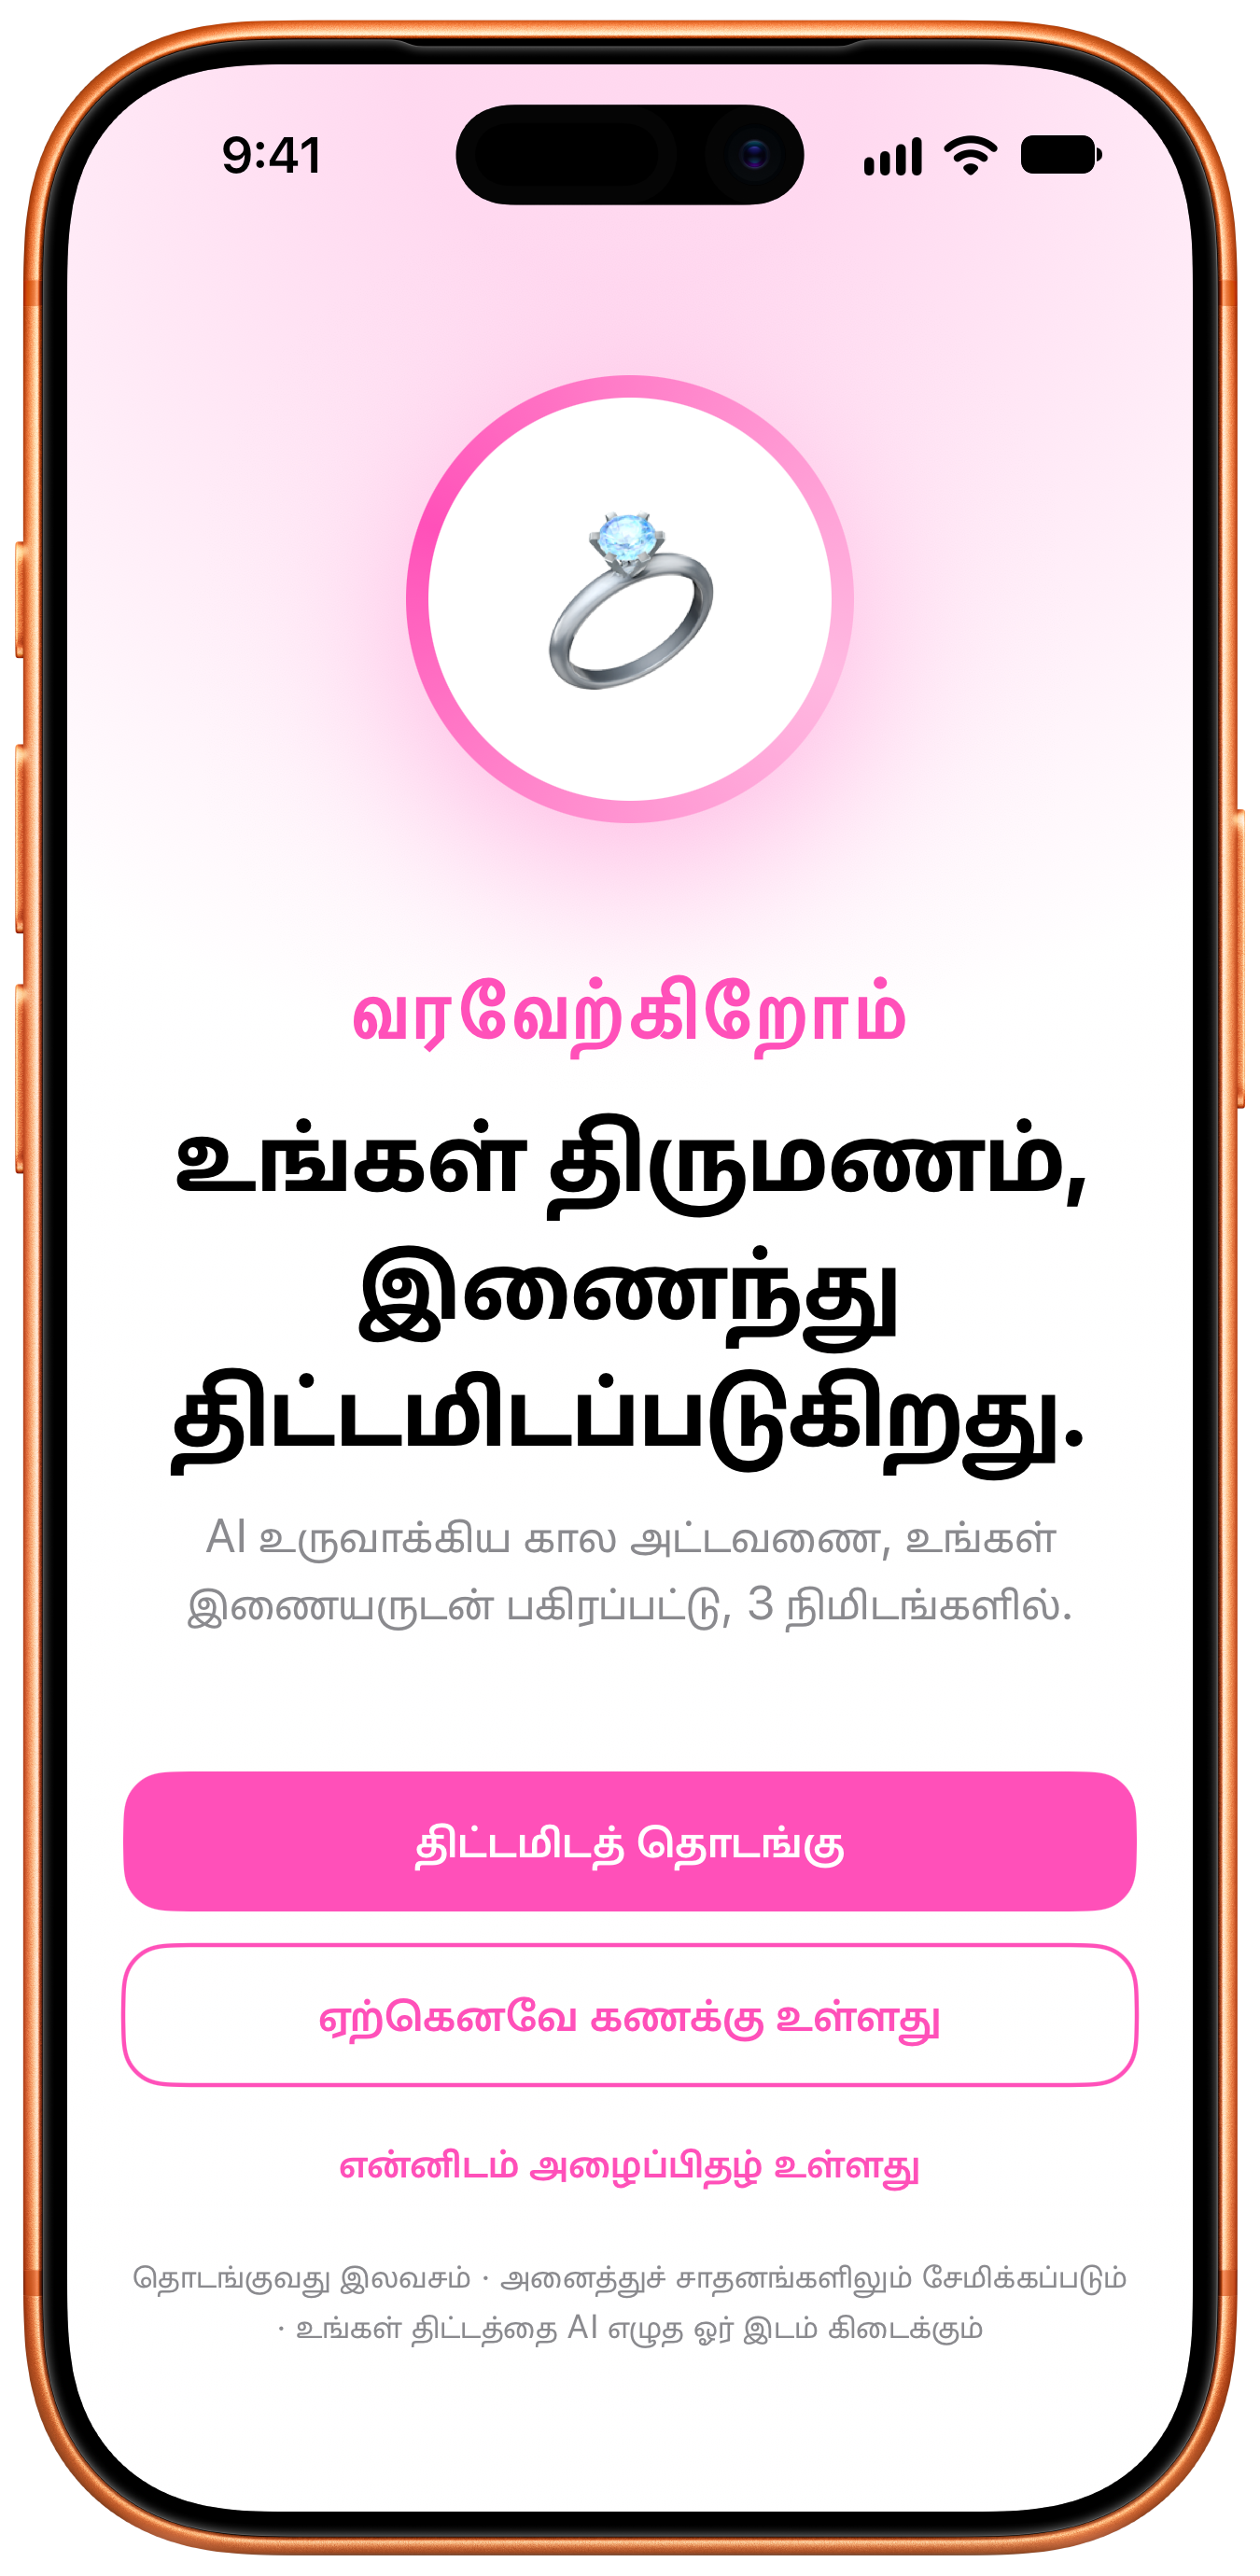 9:41
வரவேற்கிறோம்
உங்கள் திருமணம்,
இணைந்து
திட்டமிடப்படுகிறது.
AI உருவாக்கிய கால அட்டவணை, உங்கள்
இணையருடன் பகிரப்பட்டு, 3 நிமிடங்களில்.
திட்டமிடத் தொடங்கு
ஏற்கெனவே கணக்கு உள்ளது
என்னிடம் அழைப்பிதழ் உள்ளது
தொடங்குவது இலவசம் · அனைத்துச் சாதனங்களிலும் சேமிக்கப்படும்
· உங்கள் திட்டத்தை AI எழுத ஓர் இடம் கிடைக்கும்